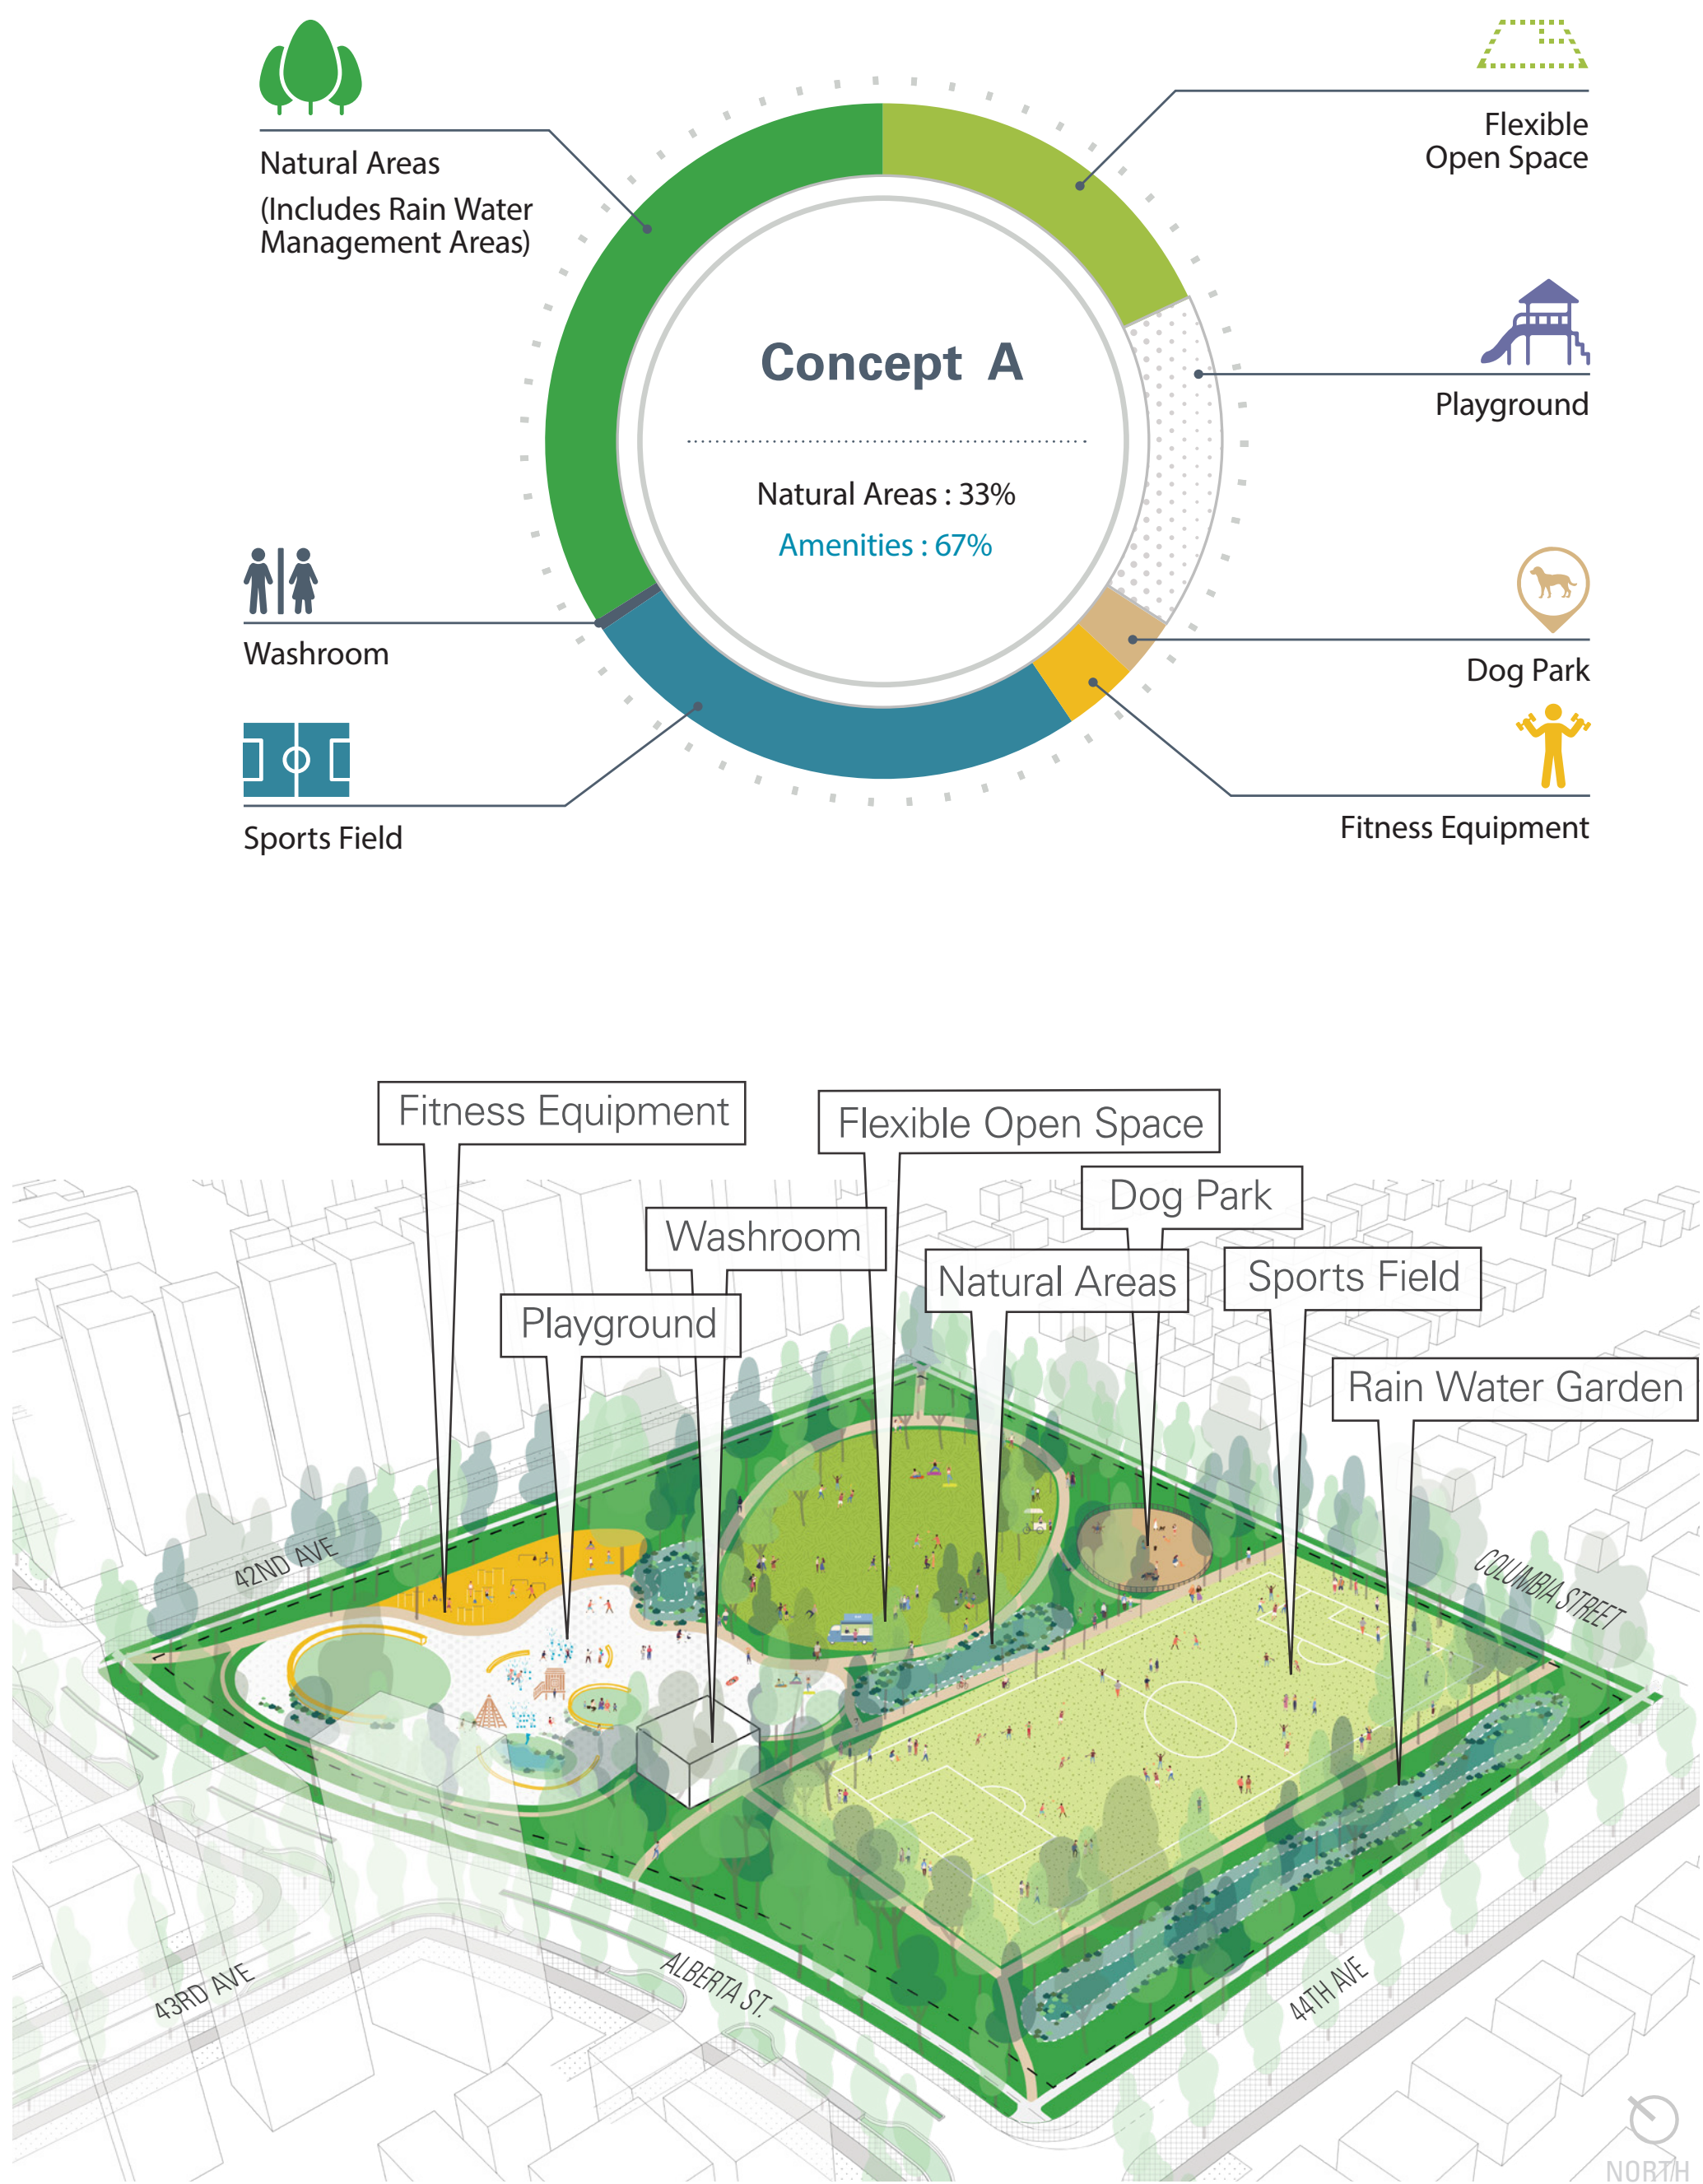 Natural Areas
(Includes Rain Water
Management Areas)
Flexible
Open Space
Concept A
Natural Areas : 33%
Amenities : 67%
Playground
Washroom
Dog Park
Sports Field
Fitness Equipment
Fitness Equipment
Flexible Open Space
Dog Park
Washroom
Natural Areas
Sports Field
Playground
Rain Water Garden
42ND AVE
COLUMBIA STREET
43RD AVE
ALBERTA ST.
44TH AVE
NORTH